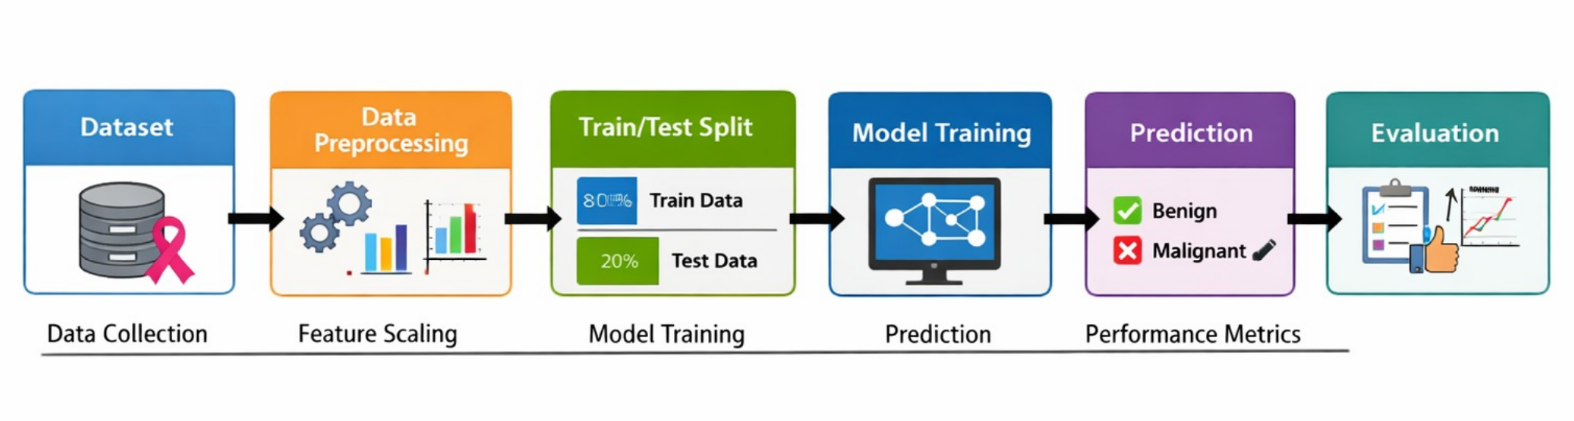 Dataset
Data
Preprocessing
Train/Test Split
Model Training
Prediction
Evaluation
Train Data
20% Test Data
Benign
Malignant
Data Collection
Feature Scaling
Model Training
Prediction
Performance Metrics